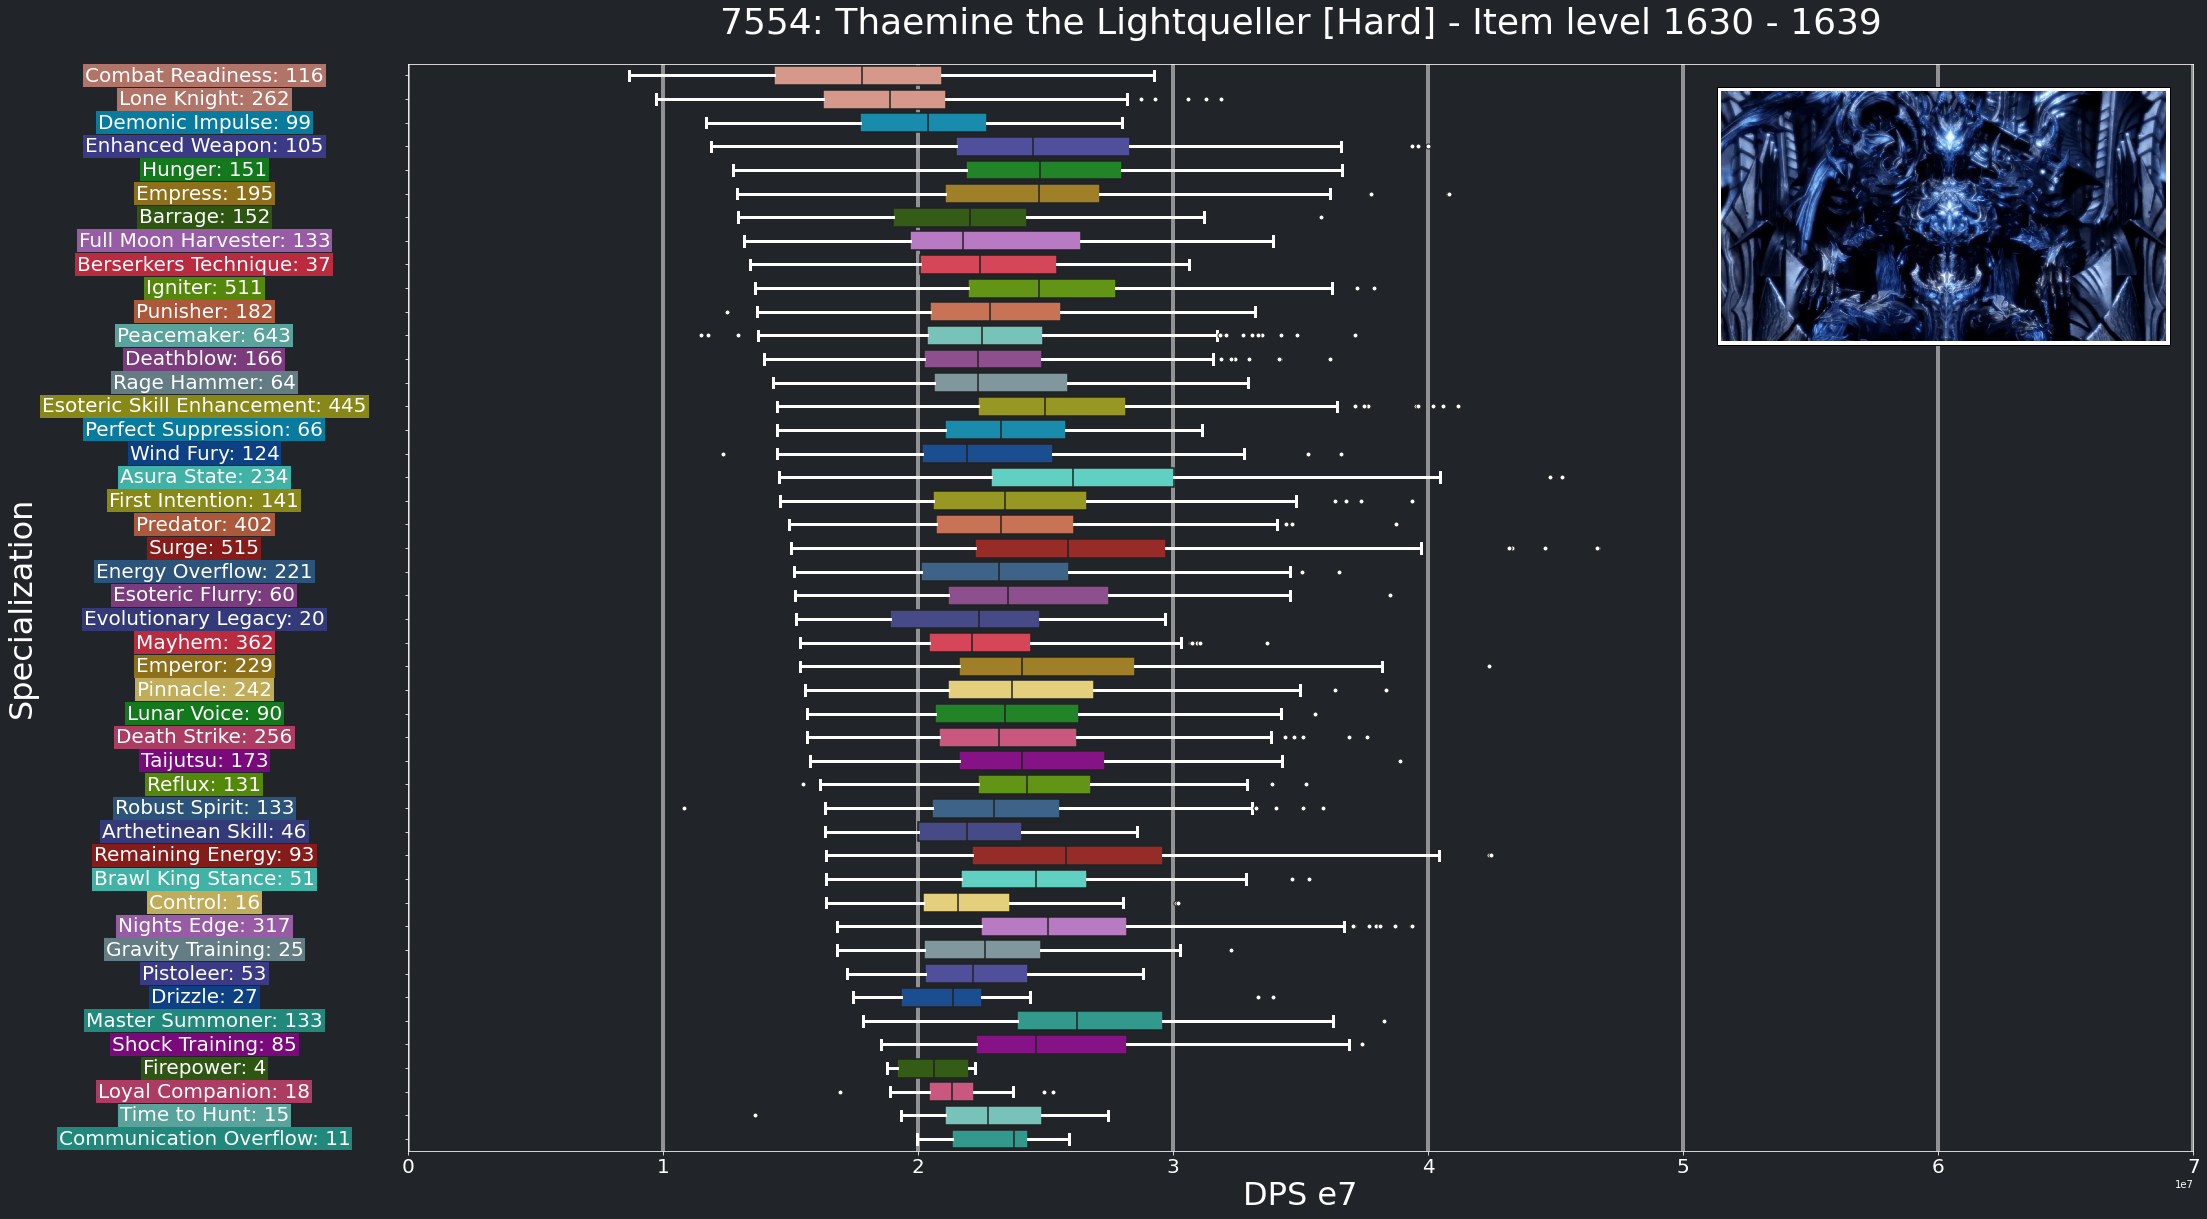 7554: Thaemine the Lightqueller [Hard] - Item level 1630 - 1639
Specialization
Combat Readiness: 116
Lone Knight: 262
Demonic Impulse: 99
Enhanced Weapon: 105
Hunger: 151
Empress: 195
Barrage: 152
Full Moon Harvester: 133
Berserkers Technique: 37
Igniter: 511
Punisher: 182
Peacemaker: 643
Deathblow: 166
Rage Hammer: 64
Esoteric Skill Enhancement: 445
Perfect Suppression: 66
Wind Fury: 124
Asura State: 234
First Intention: 141
Predator: 402
Surge: 515
Energy Overflow: 221
Esoteric Flurry: 60
Evolutionary Legacy: 20
Mayhem: 362
Emperor: 229
Pinnacle: 242
Lunar Voice: 90
Death Strike: 256
Taijutsu: 173
Reflux: 131
Robust Spirit: 133
Arthetinean Skill: 46
Remaining Energy: 93
Brawl King Stance: 51
Control: 16
Nights Edge: 317
Gravity Training: 25
Pistoleer: 53
Drizzle: 27
Master Summoner: 133
Shock Training: 85
Firepower: 4
Loyal Companion: 18
Time to Hunt: 15
Communication Overflow: 11
0 1 2 3 4 5 6 7
1e7
DPS e7